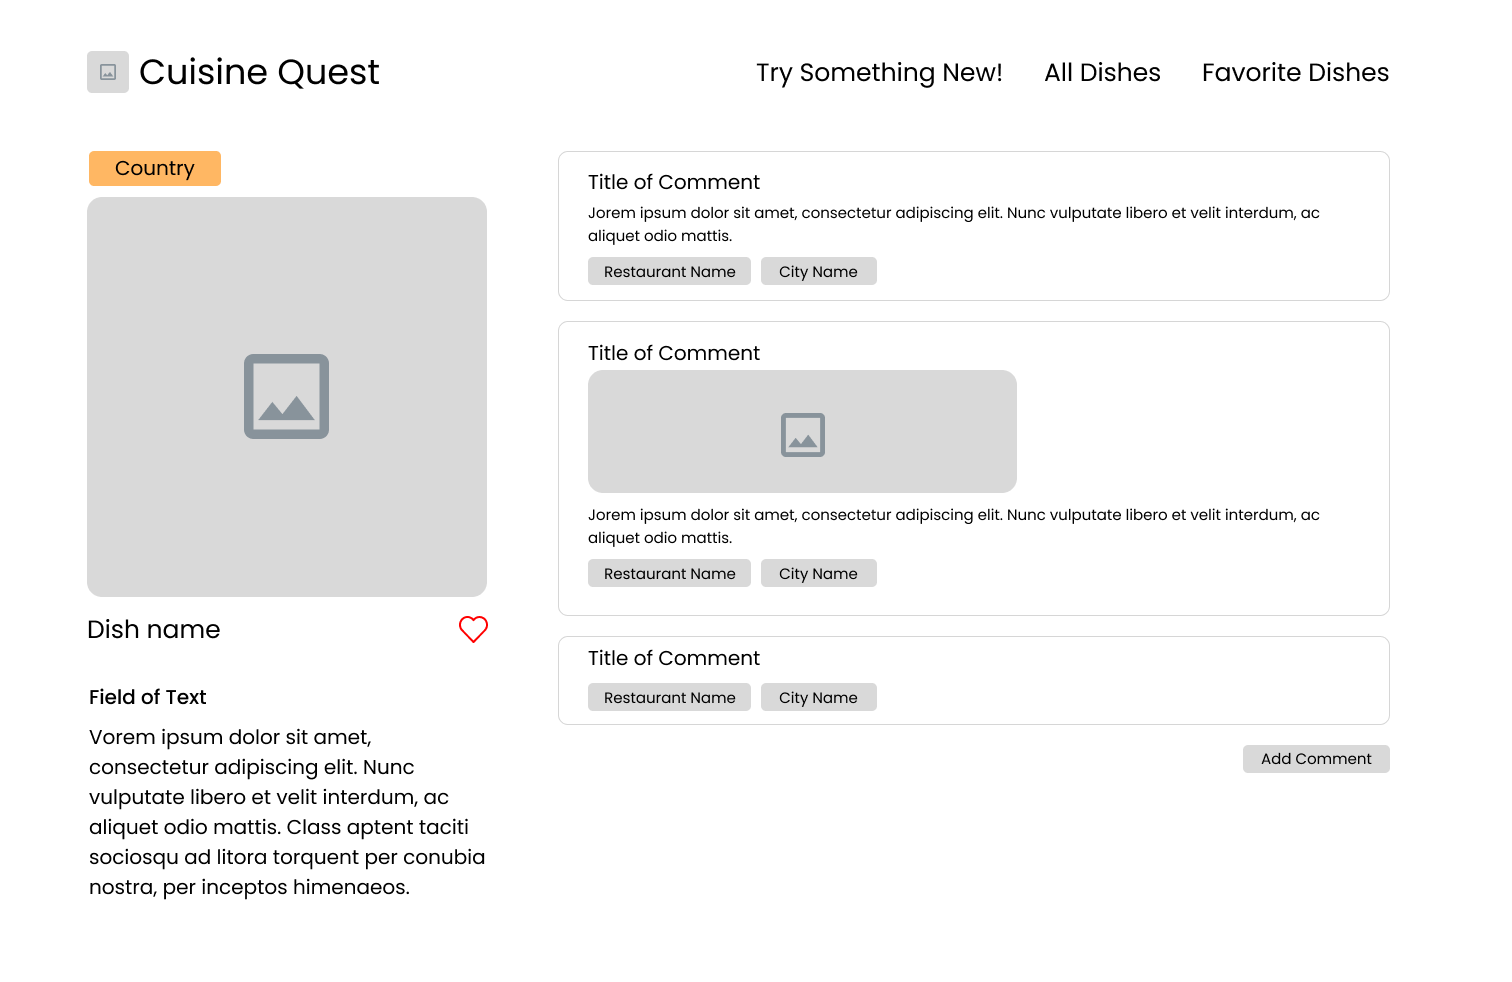 Cuisine Quest
Try Something New!
All Dishes
Favorite Dishes
Country
Dish name
Field of Text
Vorem ipsum dolor sit amet,
consectetur adipiscing elit. Nunc
vulputate libero et velit interdum, ac
aliquet odio mattis. Class aptent taciti
sociosqu ad litora torquent per conubia
nostra, per inceptos himenaeos.
Title of Comment
Jorem ipsum dolor sit amet, consectetur adipiscing elit. Nunc vulputate libero et velit interdum, ac
aliquet odio mattis.
Restaurant Name
City Name
Title of Comment
Jorem ipsum dolor sit amet, consectetur adipiscing elit. Nunc vulputate libero et velit interdum, ac
aliquet odio mattis.
Restaurant Name
City Name
Title of Comment
Restaurant Name
City Name
Add Comment